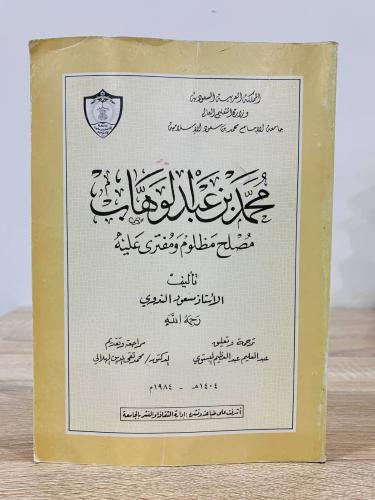 المملكة العربية السعودية
وزارة التعليم العالي
جامعة الإمام محمد بن سعود الإسلامية
محمد بن عبد الوهاب
مصلح مظلوم ومفترى عليه
تأليف
الأستاذ مسعود الندوي
رحمه الله
ترجمة وتعليق
عبد العليم عبد العظيم البستوي
مراجعة وتقديم
الدكتور/ محمد تقي الدين الهلالي
١٤٠٤هـ - ١٩٨٤م
أشرفت على طباعته ونشره: إدارة الثقافة والنشر بالجامعة